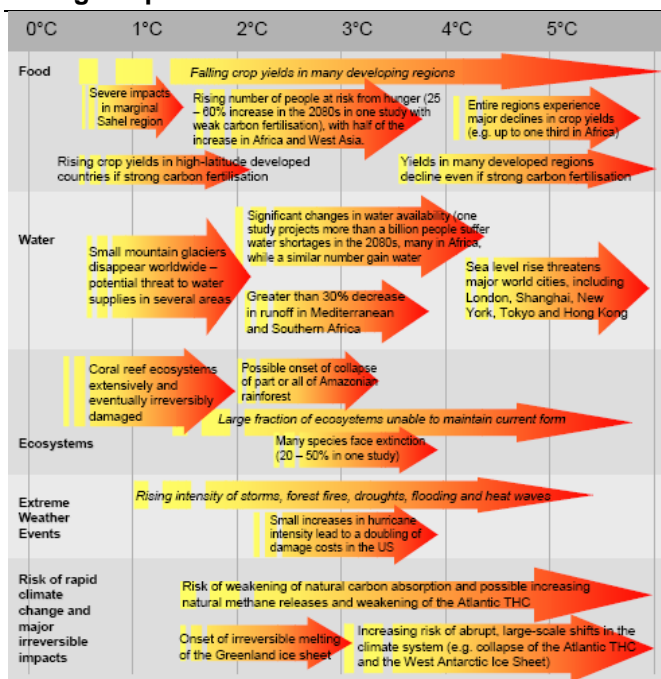 0°C 1°C 2°C 3°C 4°C 5°C
Food
Falling crop yields in many developing regions
Severe impacts
in marginal
Sahel region
Rising number of people at risk from hunger (25
– 60% increase in the 2080s in one study with
weak carbon fertilisation), with half of the
increase in Africa and West Asia.
Entire regions experience
major declines in crop yields
(e.g. up to one third in Africa)
Rising crop yields in high-latitude developed
countries if strong carbon fertilisation
Yields in many developed regions
decline even if strong carbon fertilisation
Water
Significant changes in water availability (one
study projects more than a billion people suffer
water shortages in the 2080s, many in Africa,
while a similar number gain water
Small mountain glaciers
disappear worldwide –
potential threat to water
supplies in several areas
Greater than 30% decrease
in runoff in Mediterranean
and Southern Africa
Sea level rise threatens
major world cities, including
London, Shanghai, New
York, Tokyo and Hong Kong
Ecosystems
Coral reef ecosystems
extensively and
eventually irreversibly
damaged
Possible onset of collapse
of part or all of Amazonian
rainforest
Large fraction of ecosystems unable to maintain current form
Many species face extinction
(20 – 50% in one study)
Extreme
Weather
Events
Rising intensity of storms, forest fires, droughts, flooding and heat waves
Small increases in hurricane
intensity lead to a doubling of
damage costs in the US
Risk of rapid
climate
change and
major
irreversible
impacts
Risk of weakening of natural carbon absorption and possible increasing
natural methane releases and weakening of the Atlantic THC
Onset of irreversible melting
of the Greenland ice sheet
Increasing risk of abrupt, large-scale shifts in the
climate system (e.g. collapse of the Atlantic THC
and the West Antarctic Ice Sheet)